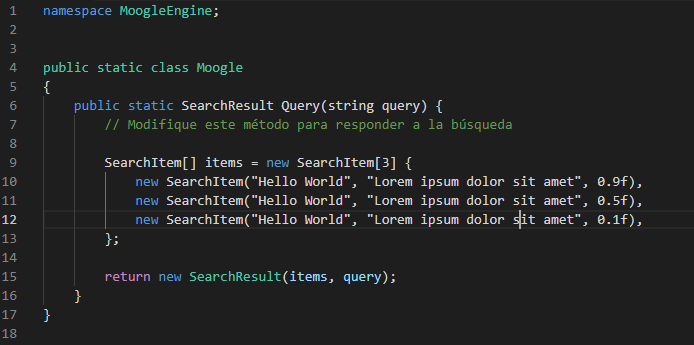 1 namespace MoogleEngine;
2
3
4 public static class Moogle
5 {
6 public static SearchResult Query(string query) {
7 // Modifique este método para responder a la búsqueda
8
9 SearchItem[] items = new SearchItem[3] {
10 new SearchItem("Hello World", "Lorem ipsum dolor sit amet", 0.9f),
11 new SearchItem("Hello World", "Lorem ipsum dolor sit amet", 0.5f),
12 new SearchItem("Hello World", "Lorem ipsum dolor sit amet", 0.1f),
13 };
14
15 return new SearchResult(items, query);
16 }
17 }
18